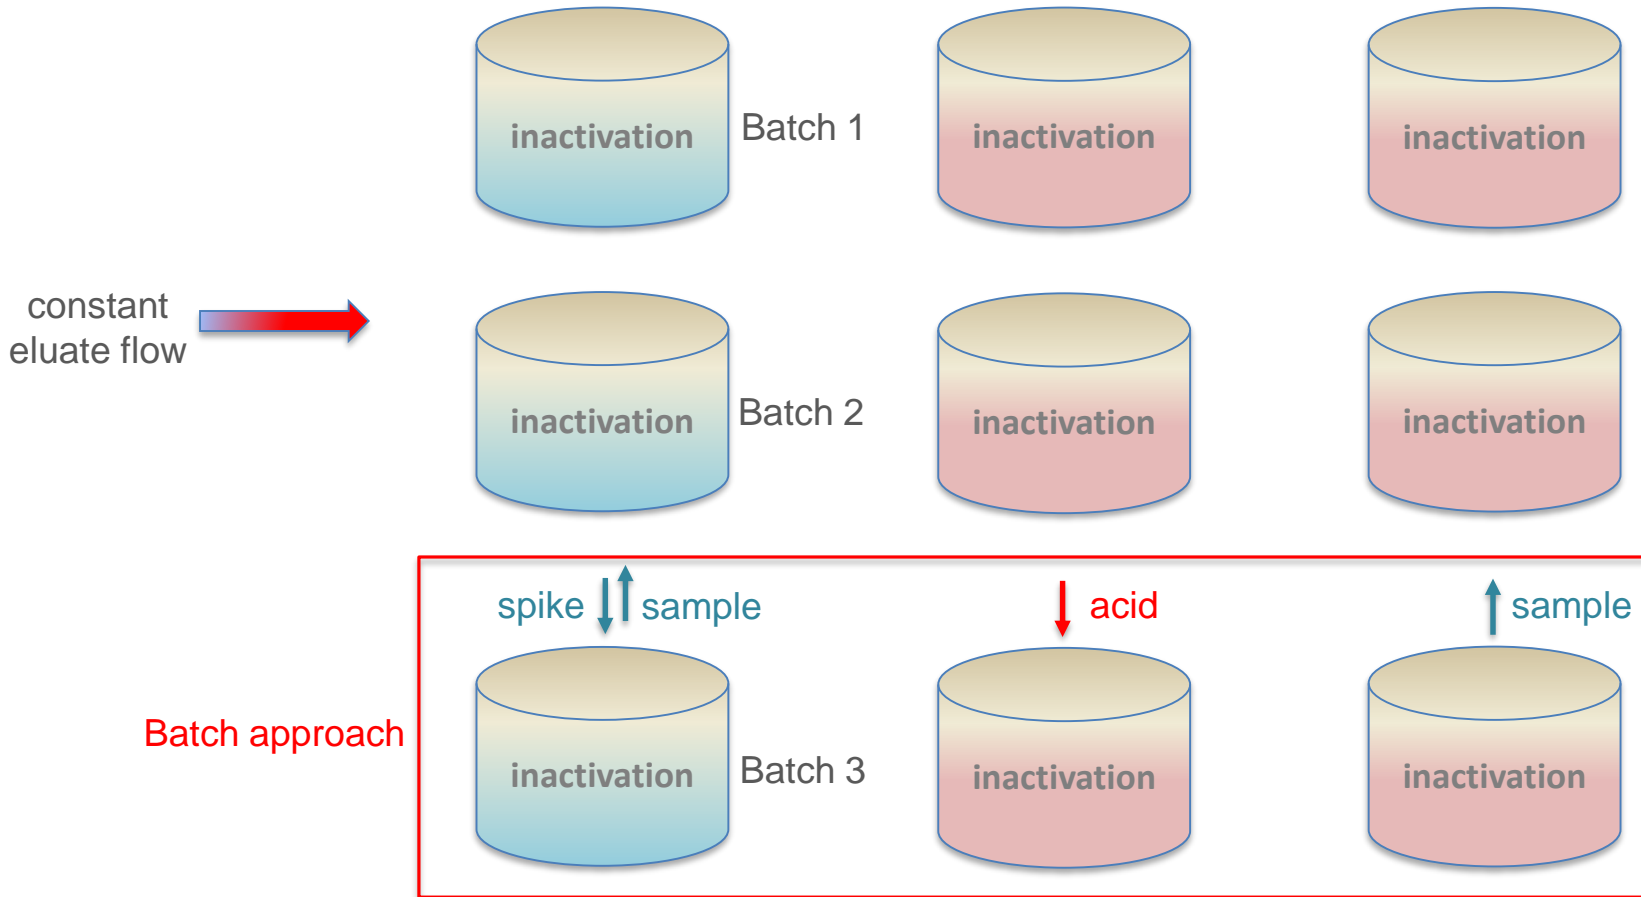 inactivation
Batch 1
inactivation
inactivation
constant
eluate flow
inactivation
Batch 2
inactivation
inactivation
spike
sample
acid
sample
Batch approach
inactivation
Batch 3
inactivation
inactivation